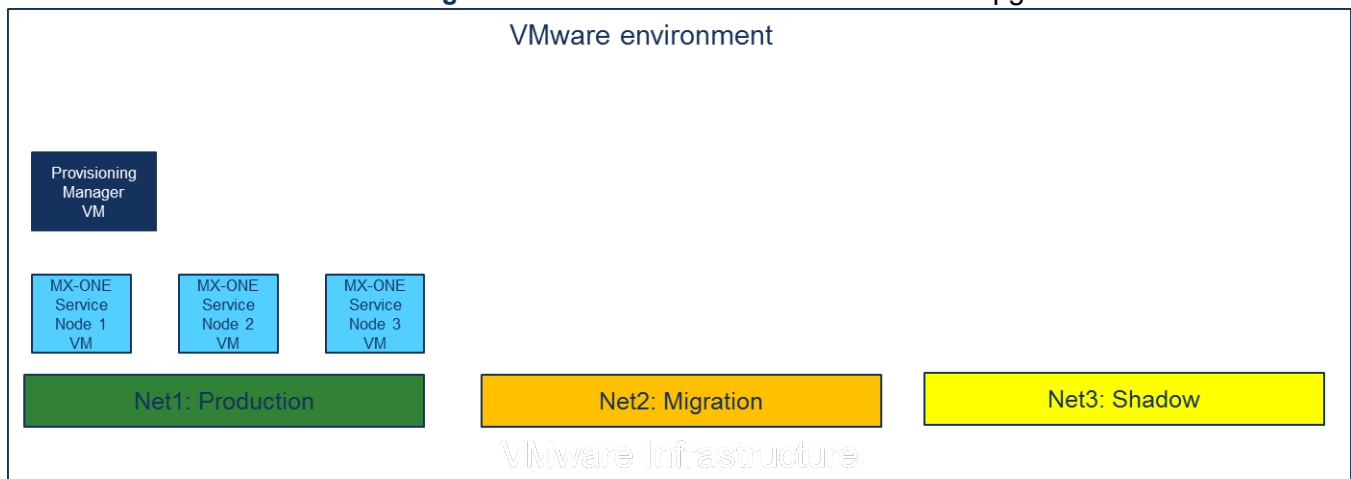 VMware environment
Provisioning
Manager
VM
MX-ONE
Service
Node 1
VM
MX-ONE
Service
Node 2
VM
MX-ONE
Service
Node 3
VM
Net1: Production
Net2: Migration
Net3: Shadow
VMware Infrastructure